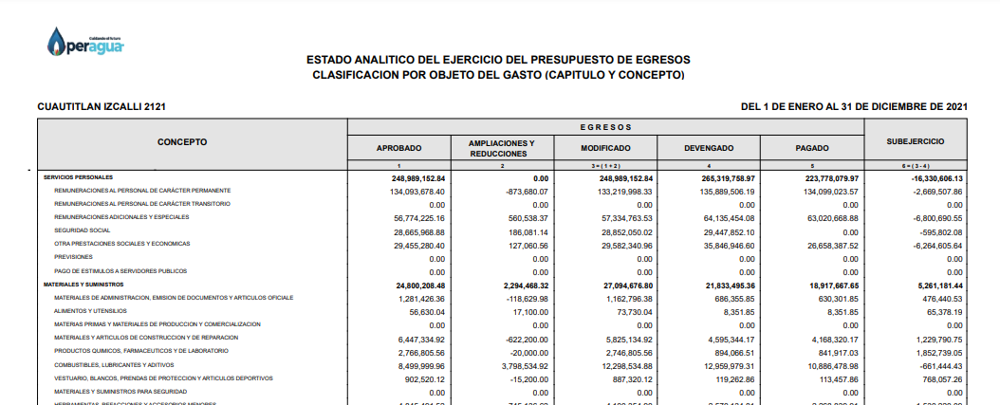 Cuidando el futuro
peragua
ESTADO ANALITICO DEL EJERCICIO DEL PRESUPUESTO DE EGRESOS
CLASIFICACION POR OBJETO DEL GASTO (CAPITULO Y CONCEPTO)
CUAUTITLAN IZCALLI 2121 DEL 1 DE ENERO AL 31 DE DICIEMBRE DE 2021
E G R E S O S
CONCEPTO APROBADO AMPLIACIONES Y REDUCCIONES MODIFICADO DEVENGADO PAGADO SUBEJERCICIO
1 2 3 = ( 1 + 2 ) 4 5 6 = ( 3 - 4 )
SERVICIOS PERSONALES 248,989,152.84 0.00 248,989,152.84 265,319,758.97 223,778,079.97 -16,330,606.13
REMUNERACIONES AL PERSONAL DE CARÁCTER PERMANENTE 134,093,678.40 -873,680.07 133,219,998.33 135,889,506.19 134,099,023.57 -2,669,507.86
REMUNERACIONES AL PERSONAL DE CARÁCTER TRANSITORIO 0.00 0.00 0.00 0.00 0.00 0.00
REMUNERACIONES ADICIONALES Y ESPECIALES 56,774,225.16 560,538.37 57,334,763.53 64,135,454.08 63,020,668.88 -6,800,690.55
SEGURIDAD SOCIAL 28,665,968.88 186,081.14 28,852,050.02 29,447,852.10 0.00 -595,802.08
OTRA PRESTACIONES SOCIALES Y ECONOMICAS 29,455,280.40 127,060.56 29,582,340.96 35,846,946.60 26,658,387.52 -6,264,605.64
PREVISIONES 0.00 0.00 0.00 0.00 0.00 0.00
PAGO DE ESTIMULOS A SERVIDORES PUBLICOS 0.00 0.00 0.00 0.00 0.00 0.00
MATERIALES Y SUMINISTROS 24,800,208.48 2,294,468.32 27,094,676.80 21,833,495.36 18,917,667.65 5,261,181.44
MATERIALES DE ADMINISTRACION, EMISION DE DOCUMENTOS Y ARTICULOS OFICIALE 1,281,426.36 -118,629.98 1,162,796.38 686,355.85 630,301.85 476,440.53
ALIMENTOS Y UTENSILIOS 56,630.04 17,100.00 73,730.04 8,351.85 8,351.85 65,378.19
MATERIAS PRIMAS Y MATERIALES DE PRODUCCION Y COMERCIALIZACION 0.00 0.00 0.00 0.00 0.00 0.00
MATERIALES Y ARTICULOS DE CONSTRUCCION Y DE REPARACION 6,447,334.92 -622,200.00 5,825,134.92 4,595,344.17 4,168,320.17 1,229,790.75
PRODUCTOS QUIMICOS, FARMACEUTICOS Y DE LABORATORIO 2,766,805.56 -20,000.00 2,746,805.56 894,066.51 841,917.03 1,852,739.05
COMBUSTIBLES, LUBRICANTES Y ADITIVOS 8,499,999.96 3,798,534.92 12,298,534.88 12,959,979.31 10,886,478.98 -661,444.43
VESTUARIO, BLANCOS, PRENDAS DE PROTECCION Y ARTICULOS DEPORTIVOS 902,520.12 -15,200.00 887,320.12 119,262.86 113,457.86 768,057.26
MATERIALES Y SUMINISTROS PARA SEGURIDAD 0.00 0.00 0.00 0.00 0.00 0.00
HERRAMIENTAS, REFACCIONES Y ACCESORIOS MENORES